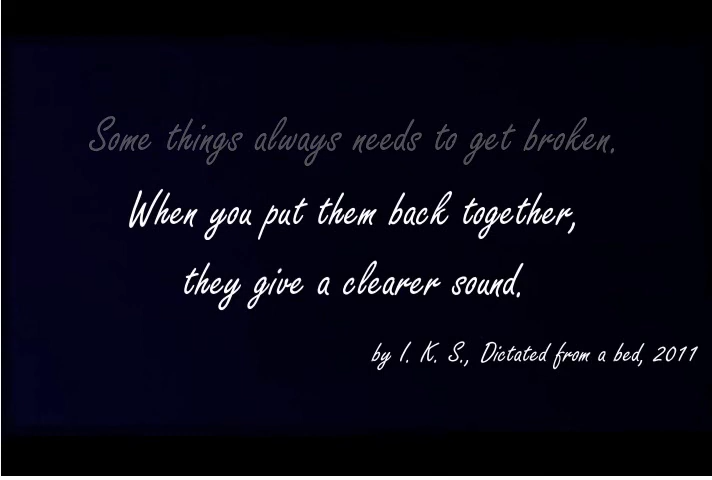 Some things always needs to get broken.
When you put them back together,
they give a clearer sound.
by I. K. S., Dictated from a bed, 2011